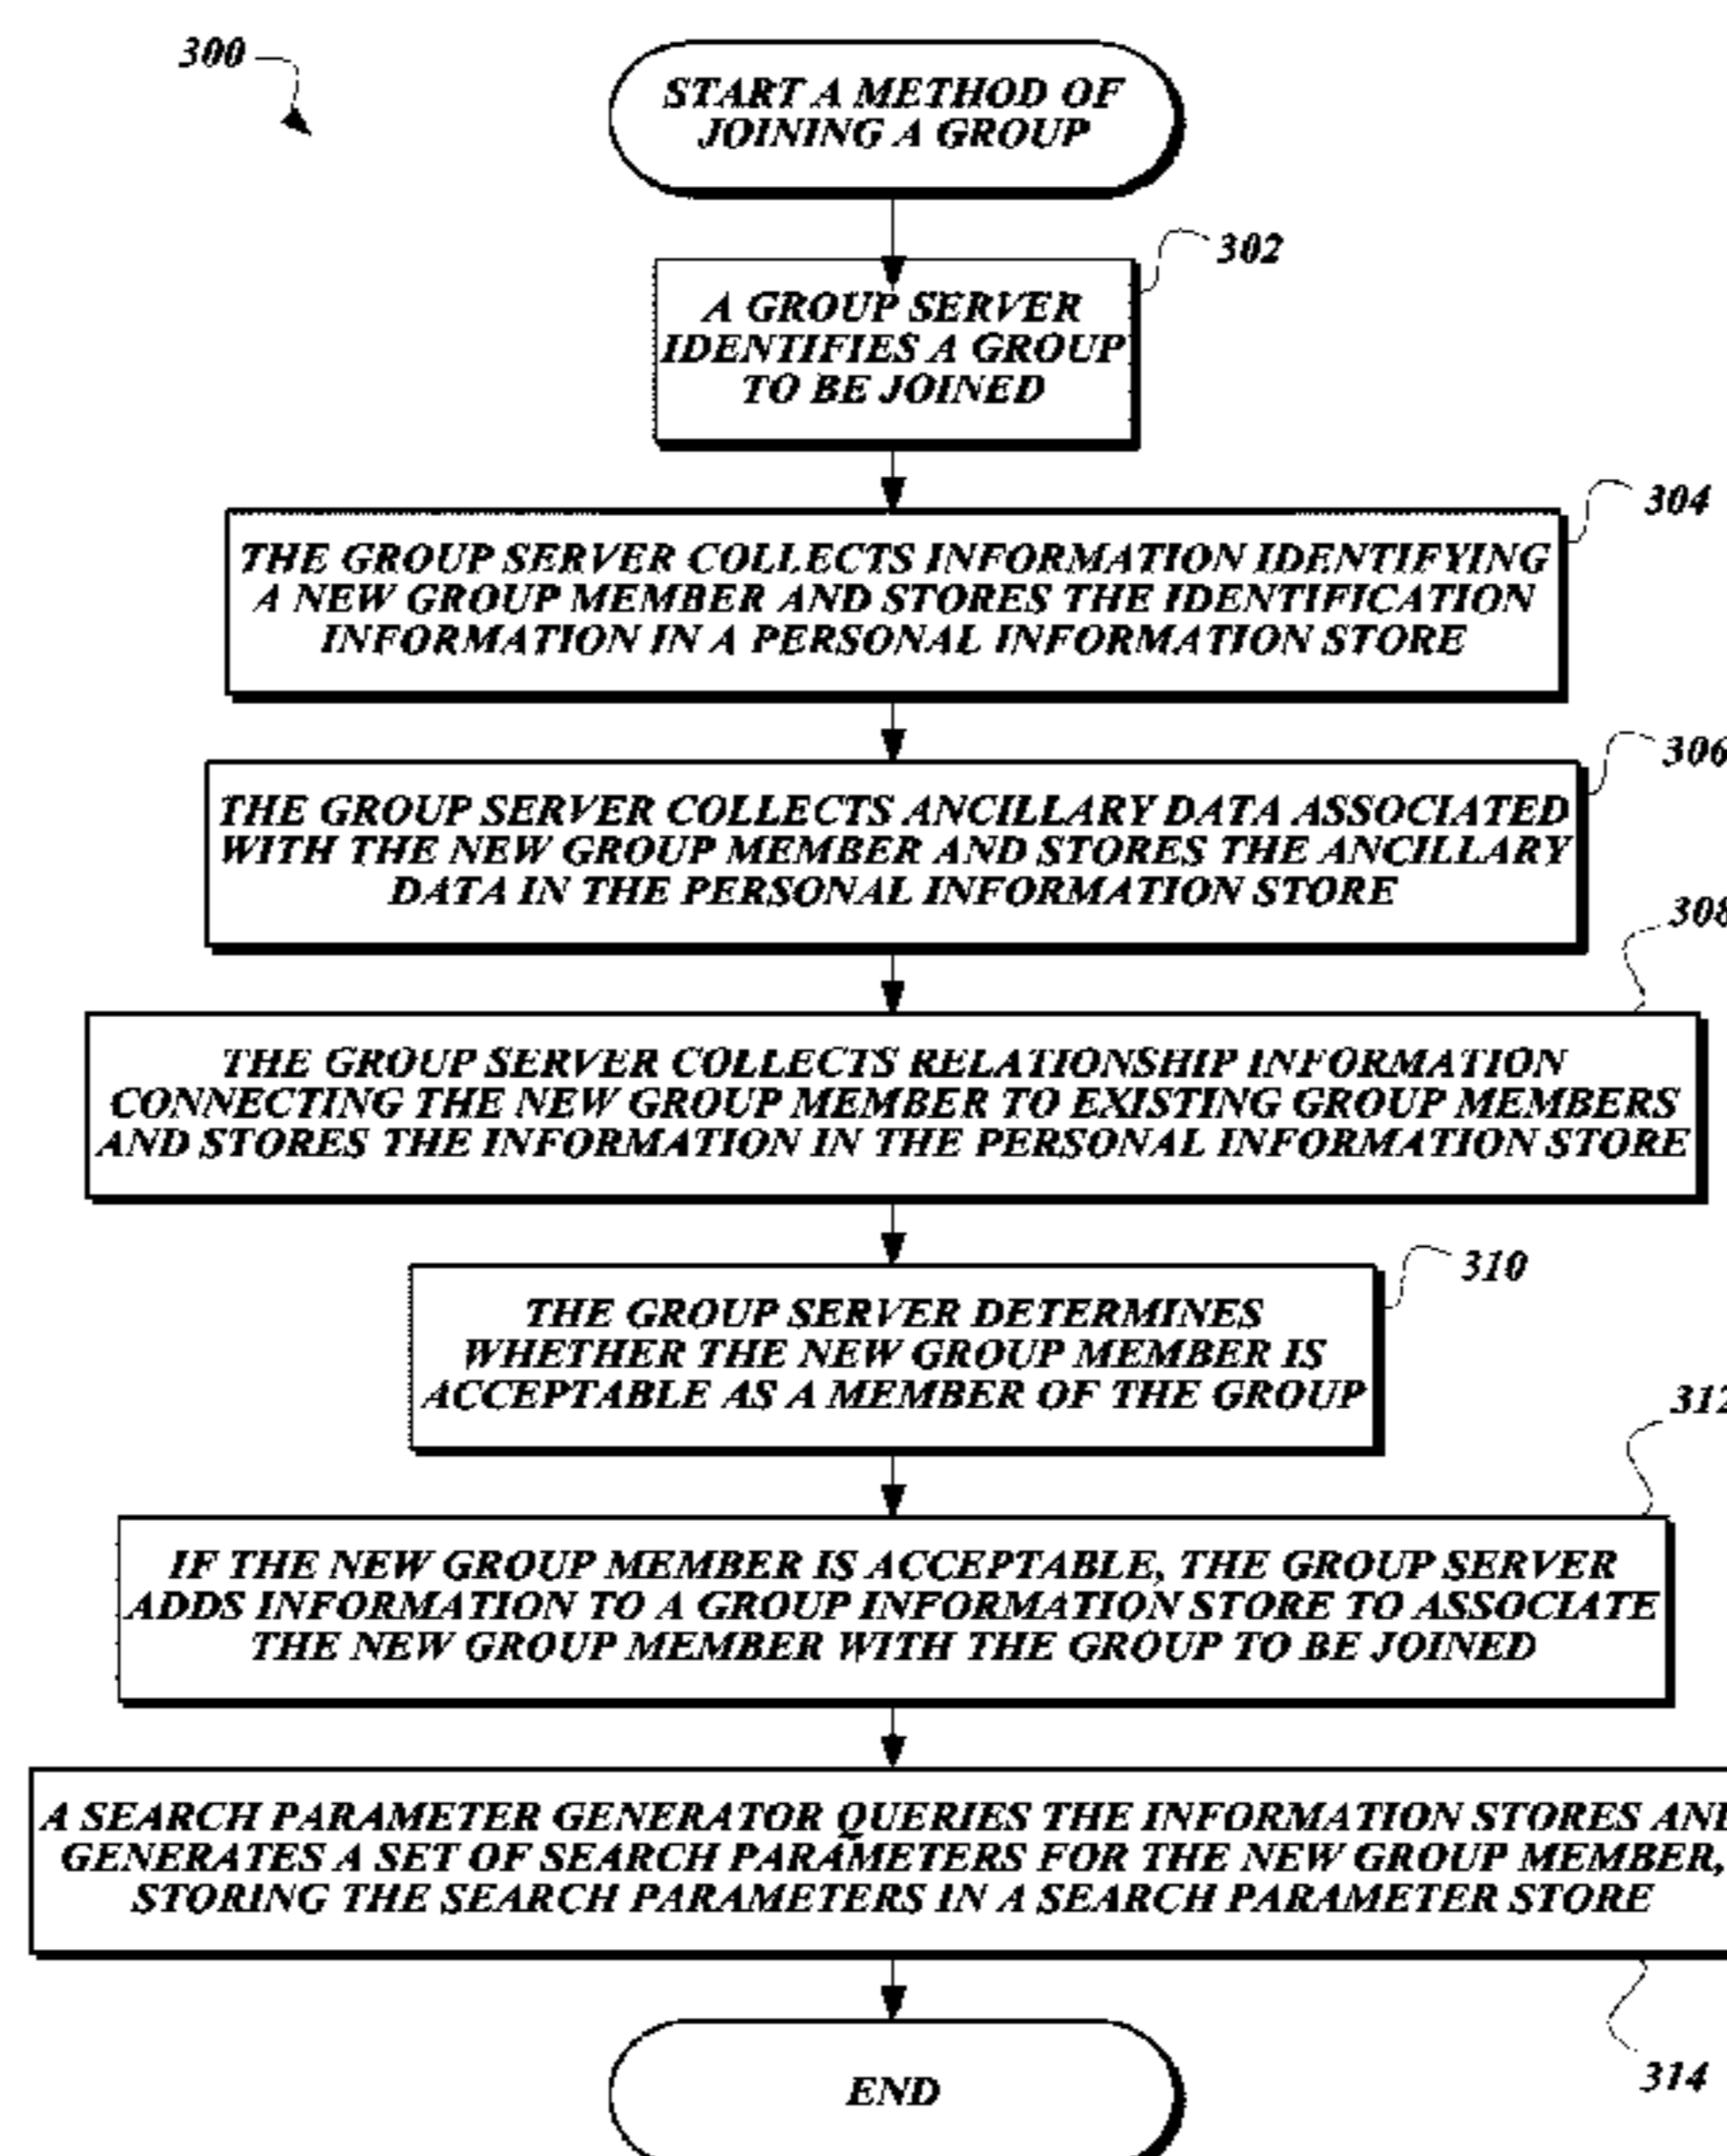 300
START A METHOD OF
JOINING A GROUP
302
A GROUP SERVER
IDENTIFIES A GROUP
TO BE JOINED
304
THE GROUP SERVER COLLECTS INFORMATION IDENTIFYING
A NEW GROUP MEMBER AND STORES THE IDENTIFICATION
INFORMATION IN A PERSONAL INFORMATION STORE
306
THE GROUP SERVER COLLECTS ANCILLARY DATA ASSOCIATED
WITH THE NEW GROUP MEMBER AND STORES THE ANCILLARY
DATA IN THE PERSONAL INFORMATION STORE
308
THE GROUP SERVER COLLECTS RELATIONSHIP INFORMATION
CONNECTING THE NEW GROUP MEMBER TO EXISTING GROUP MEMBERS
AND STORES THE INFORMATION IN THE PERSONAL INFORMATION STORE
310
THE GROUP SERVER DETERMINES
WHETHER THE NEW GROUP MEMBER IS
ACCEPTABLE AS A MEMBER OF THE GROUP
312
IF THE NEW GROUP MEMBER IS ACCEPTABLE, THE GROUP SERVER
ADDS INFORMATION TO A GROUP INFORMATION STORE TO ASSOCIATE
THE NEW GROUP MEMBER WITH THE GROUP TO BE JOINED
A SEARCH PARAMETER GENERATOR QUERIES THE INFORMATION STORES AND
GENERATES A SET OF SEARCH PARAMETERS FOR THE NEW GROUP MEMBER,
STORING THE SEARCH PARAMETERS IN A SEARCH PARAMETER STORE
314
END